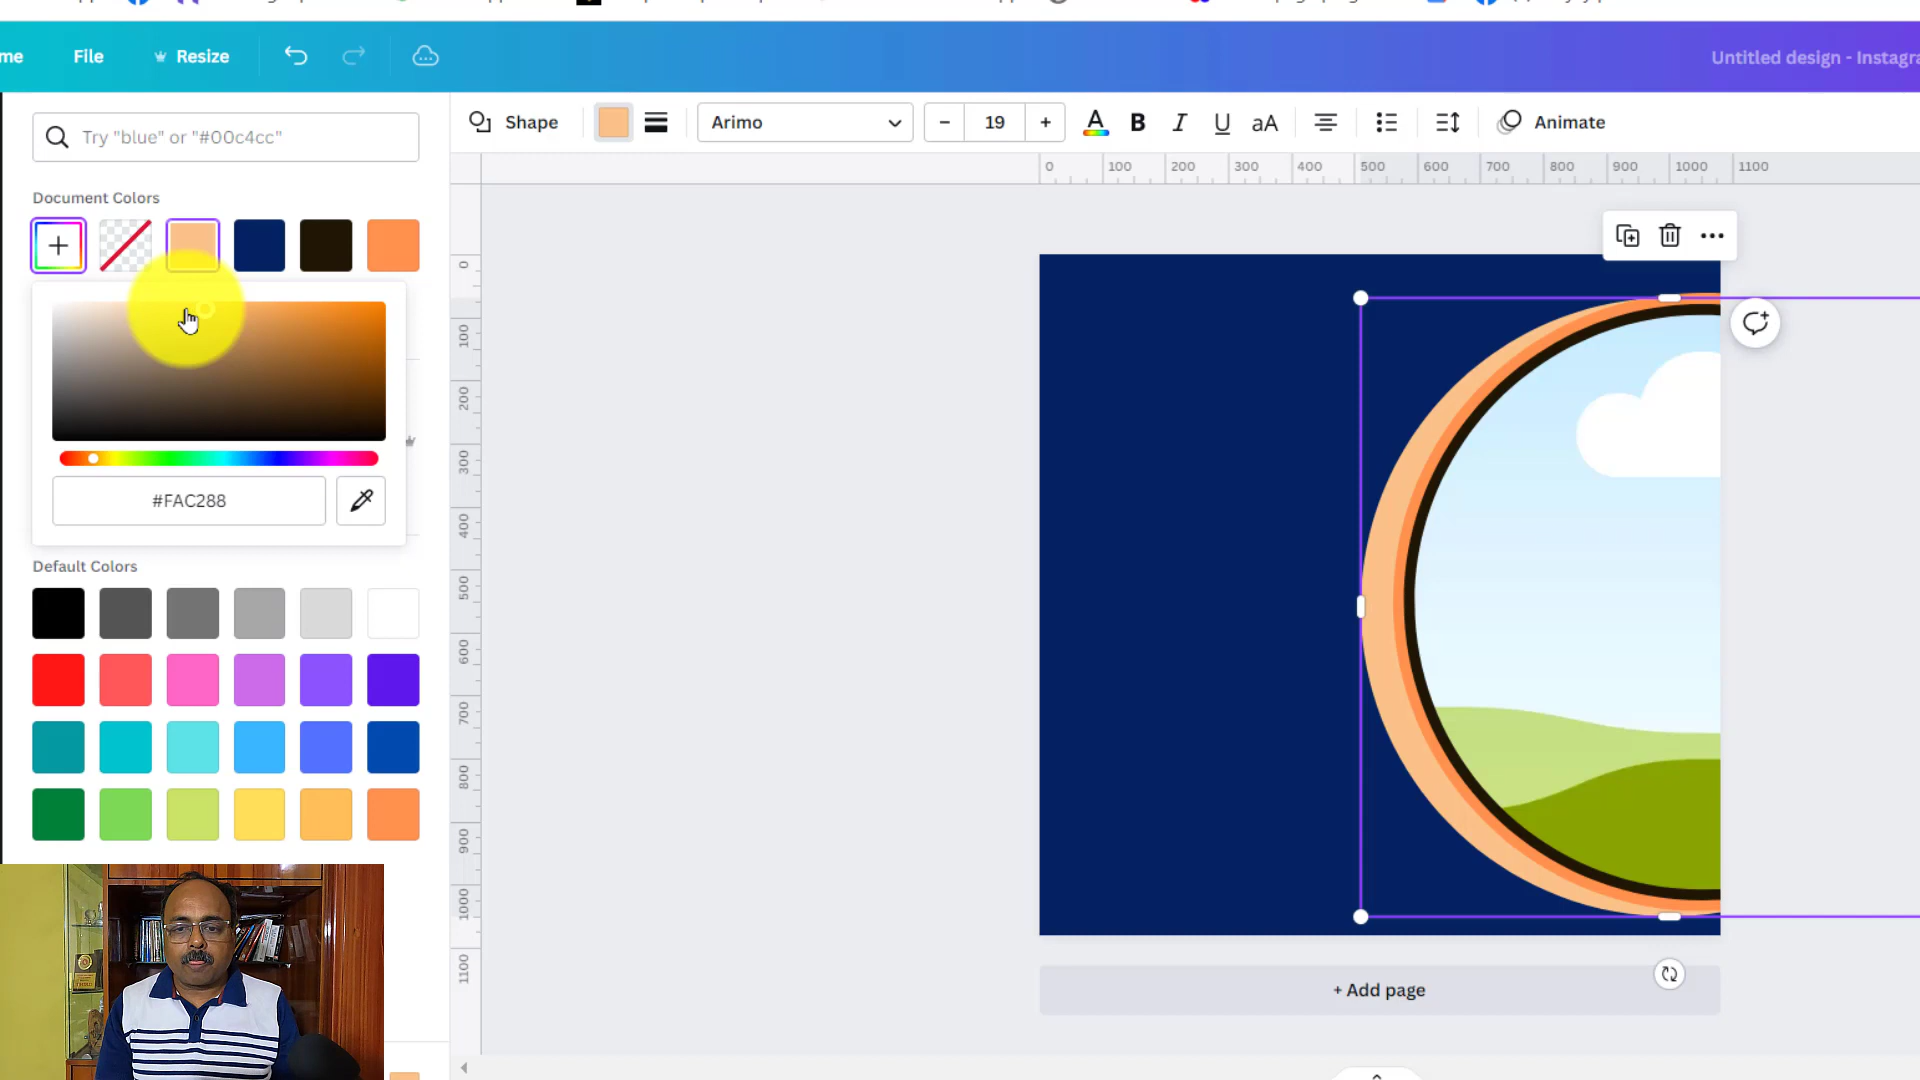 me File Resize Untitled design - Instagra
Try "blue" or "#00c4cc"
Shape Arimo 19 B I U aA Animate
0 100 200 300 400 500 600 700 800 900 1000 1100
Document Colors
0
100
200
300
400
500
600
700
800
900
1000
1100
#FAC288
Default Colors
+ Add page